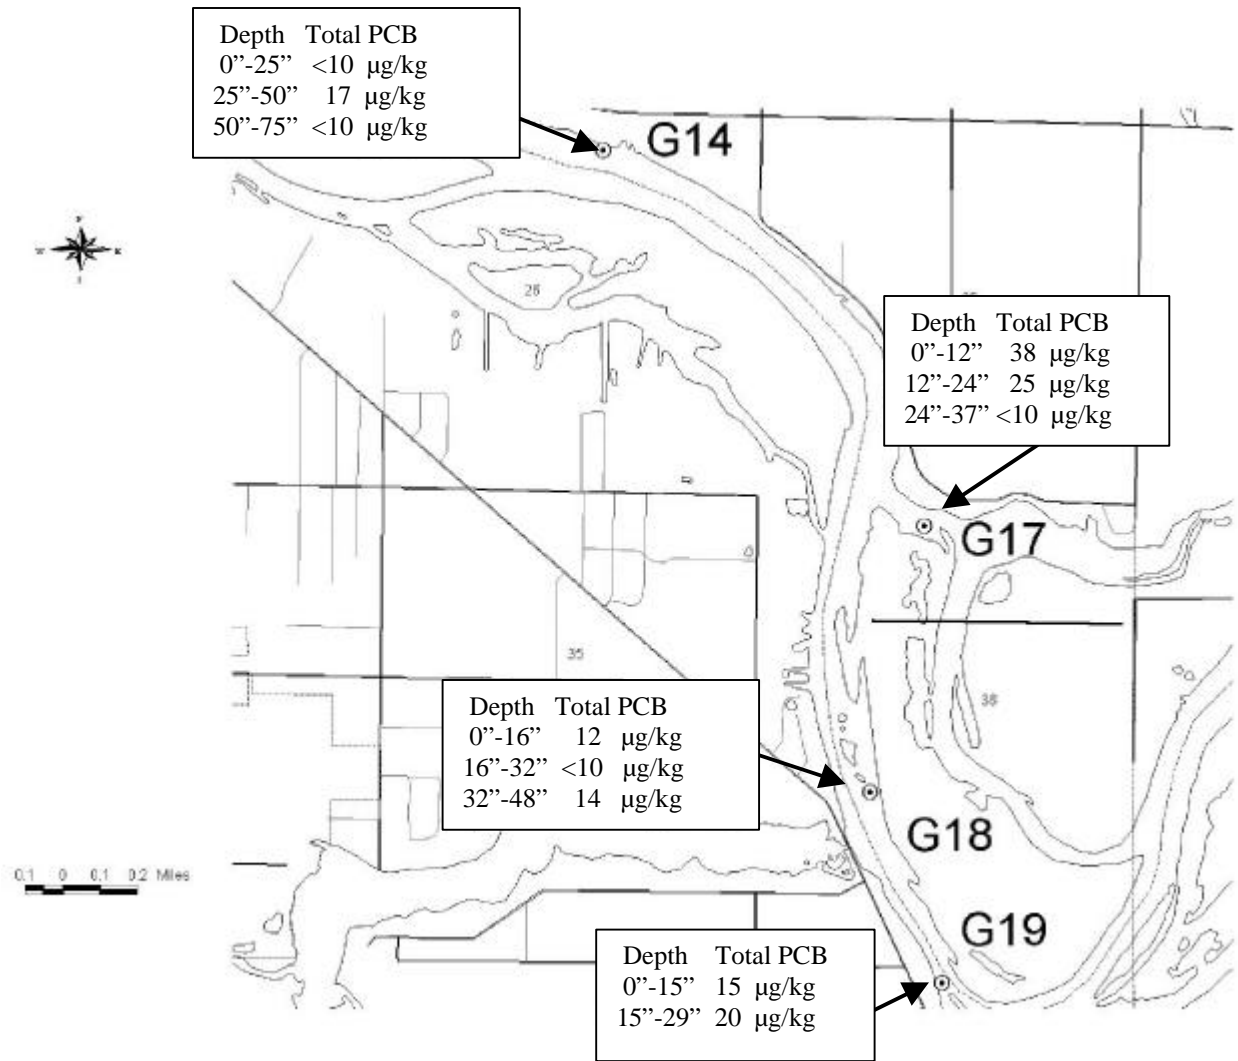 Depth Total PCB
0”-25” <10 µg/kg
25”-50” 17 µg/kg
50”-75” <10 µg/kg
G14
28
Depth Total PCB
0”-12” 38 µg/kg
12”-24” 25 µg/kg
24”-37” <10 µg/kg
G17
35
36
Depth Total PCB
0”-16” 12 µg/kg
16”-32” <10 µg/kg
32”-48” 14 µg/kg
G18
0.1 0 0.1 0.2 Miles
G19
Depth Total PCB
0”-15” 15 µg/kg
15”-29” 20 µg/kg